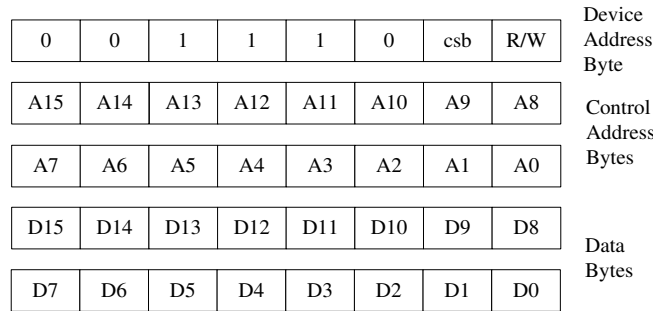 0 0 1 1 1 0 csb R/W
Device
Address
Byte
A15 A14 A13 A12 A11 A10 A9 A8
A7 A6 A5 A4 A3 A2 A1 A0
Control
Address
Bytes
D15 D14 D13 D12 D11 D10 D9 D8
D7 D6 D5 D4 D3 D2 D1 D0
Data
Bytes